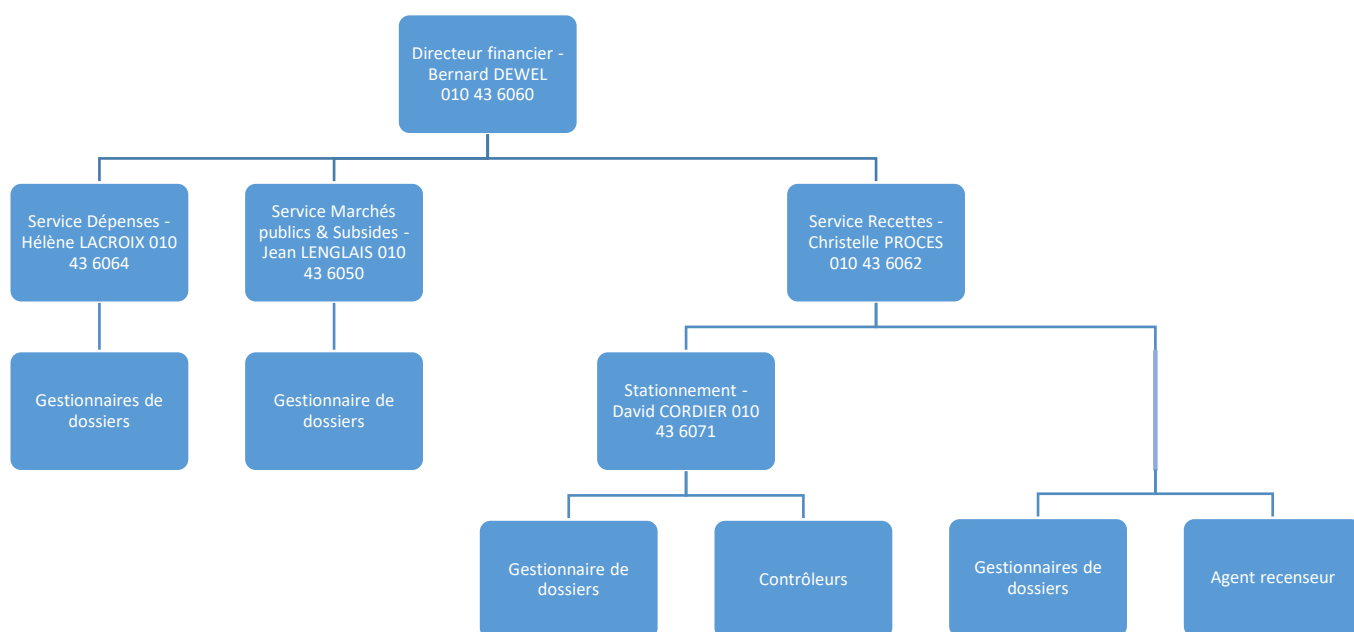 Directeur financier -
Bernard DEWEL
010 43 6060
Service Dépenses -
Hélène LACROIX 010
43 6064
Service Marchés
publics & Subsides -
Jean LENGLAIS 010
43 6050
Service Recettes -
Christelle PROCES
010 43 6062
Gestionnaires de
dossiers
Gestionnaire de
dossiers
Stationnement -
David CORDIER 010
43 6071
Gestionnaire de
dossiers
Contrôleurs
Gestionnaires de
dossiers
Agent recenseur